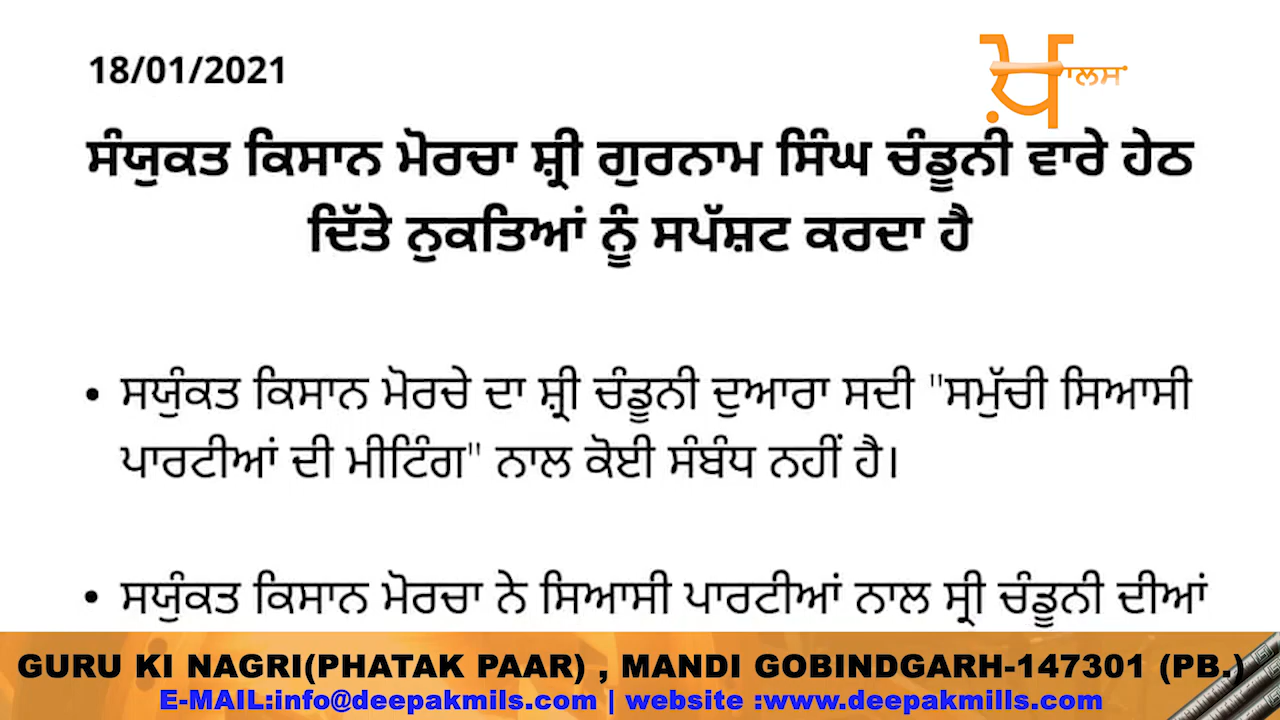 18/01/2021
ਖ਼ਾਲਸ
ਸੰਯੁਕਤ ਕਿਸਾਨ ਮੋਰਚਾ ਸ਼੍ਰੀ ਗੁਰਨਾਮ ਸਿੰਘ ਚੰਡੂਨੀ ਵਾਰੇ ਹੇਠ
ਦਿੱਤੇ ਨੁਕਤਿਆਂ ਨੂੰ ਸਪੱਸ਼ਟ ਕਰਦਾ ਹੈ
• ਸਯੁੰਕਤ ਕਿਸਾਨ ਮੋਰਚੇ ਦਾ ਸ਼੍ਰੀ ਚੰਡੂਨੀ ਦੁਆਰਾ ਸਦੀ "ਸਮੁੱਚੀ ਸਿਆਸੀ
ਪਾਰਟੀਆਂ ਦੀ ਮੀਟਿੰਗ" ਨਾਲ ਕੋਈ ਸੰਬੰਧ ਨਹੀਂ ਹੈ।
• ਸਯੁੰਕਤ ਕਿਸਾਨ ਮੋਰਚਾ ਨੇ ਸਿਆਸੀ ਪਾਰਟੀਆਂ ਨਾਲ ਸ੍ਰੀ ਚੰਡੂਨੀ ਦੀਆਂ
GURU KI NAGRI(PHATAK PAAR) , MANDI GOBINDGARH-147301 (PB.)
E-MAIL:info@deepakmils.com | website :www.deepakmills.com